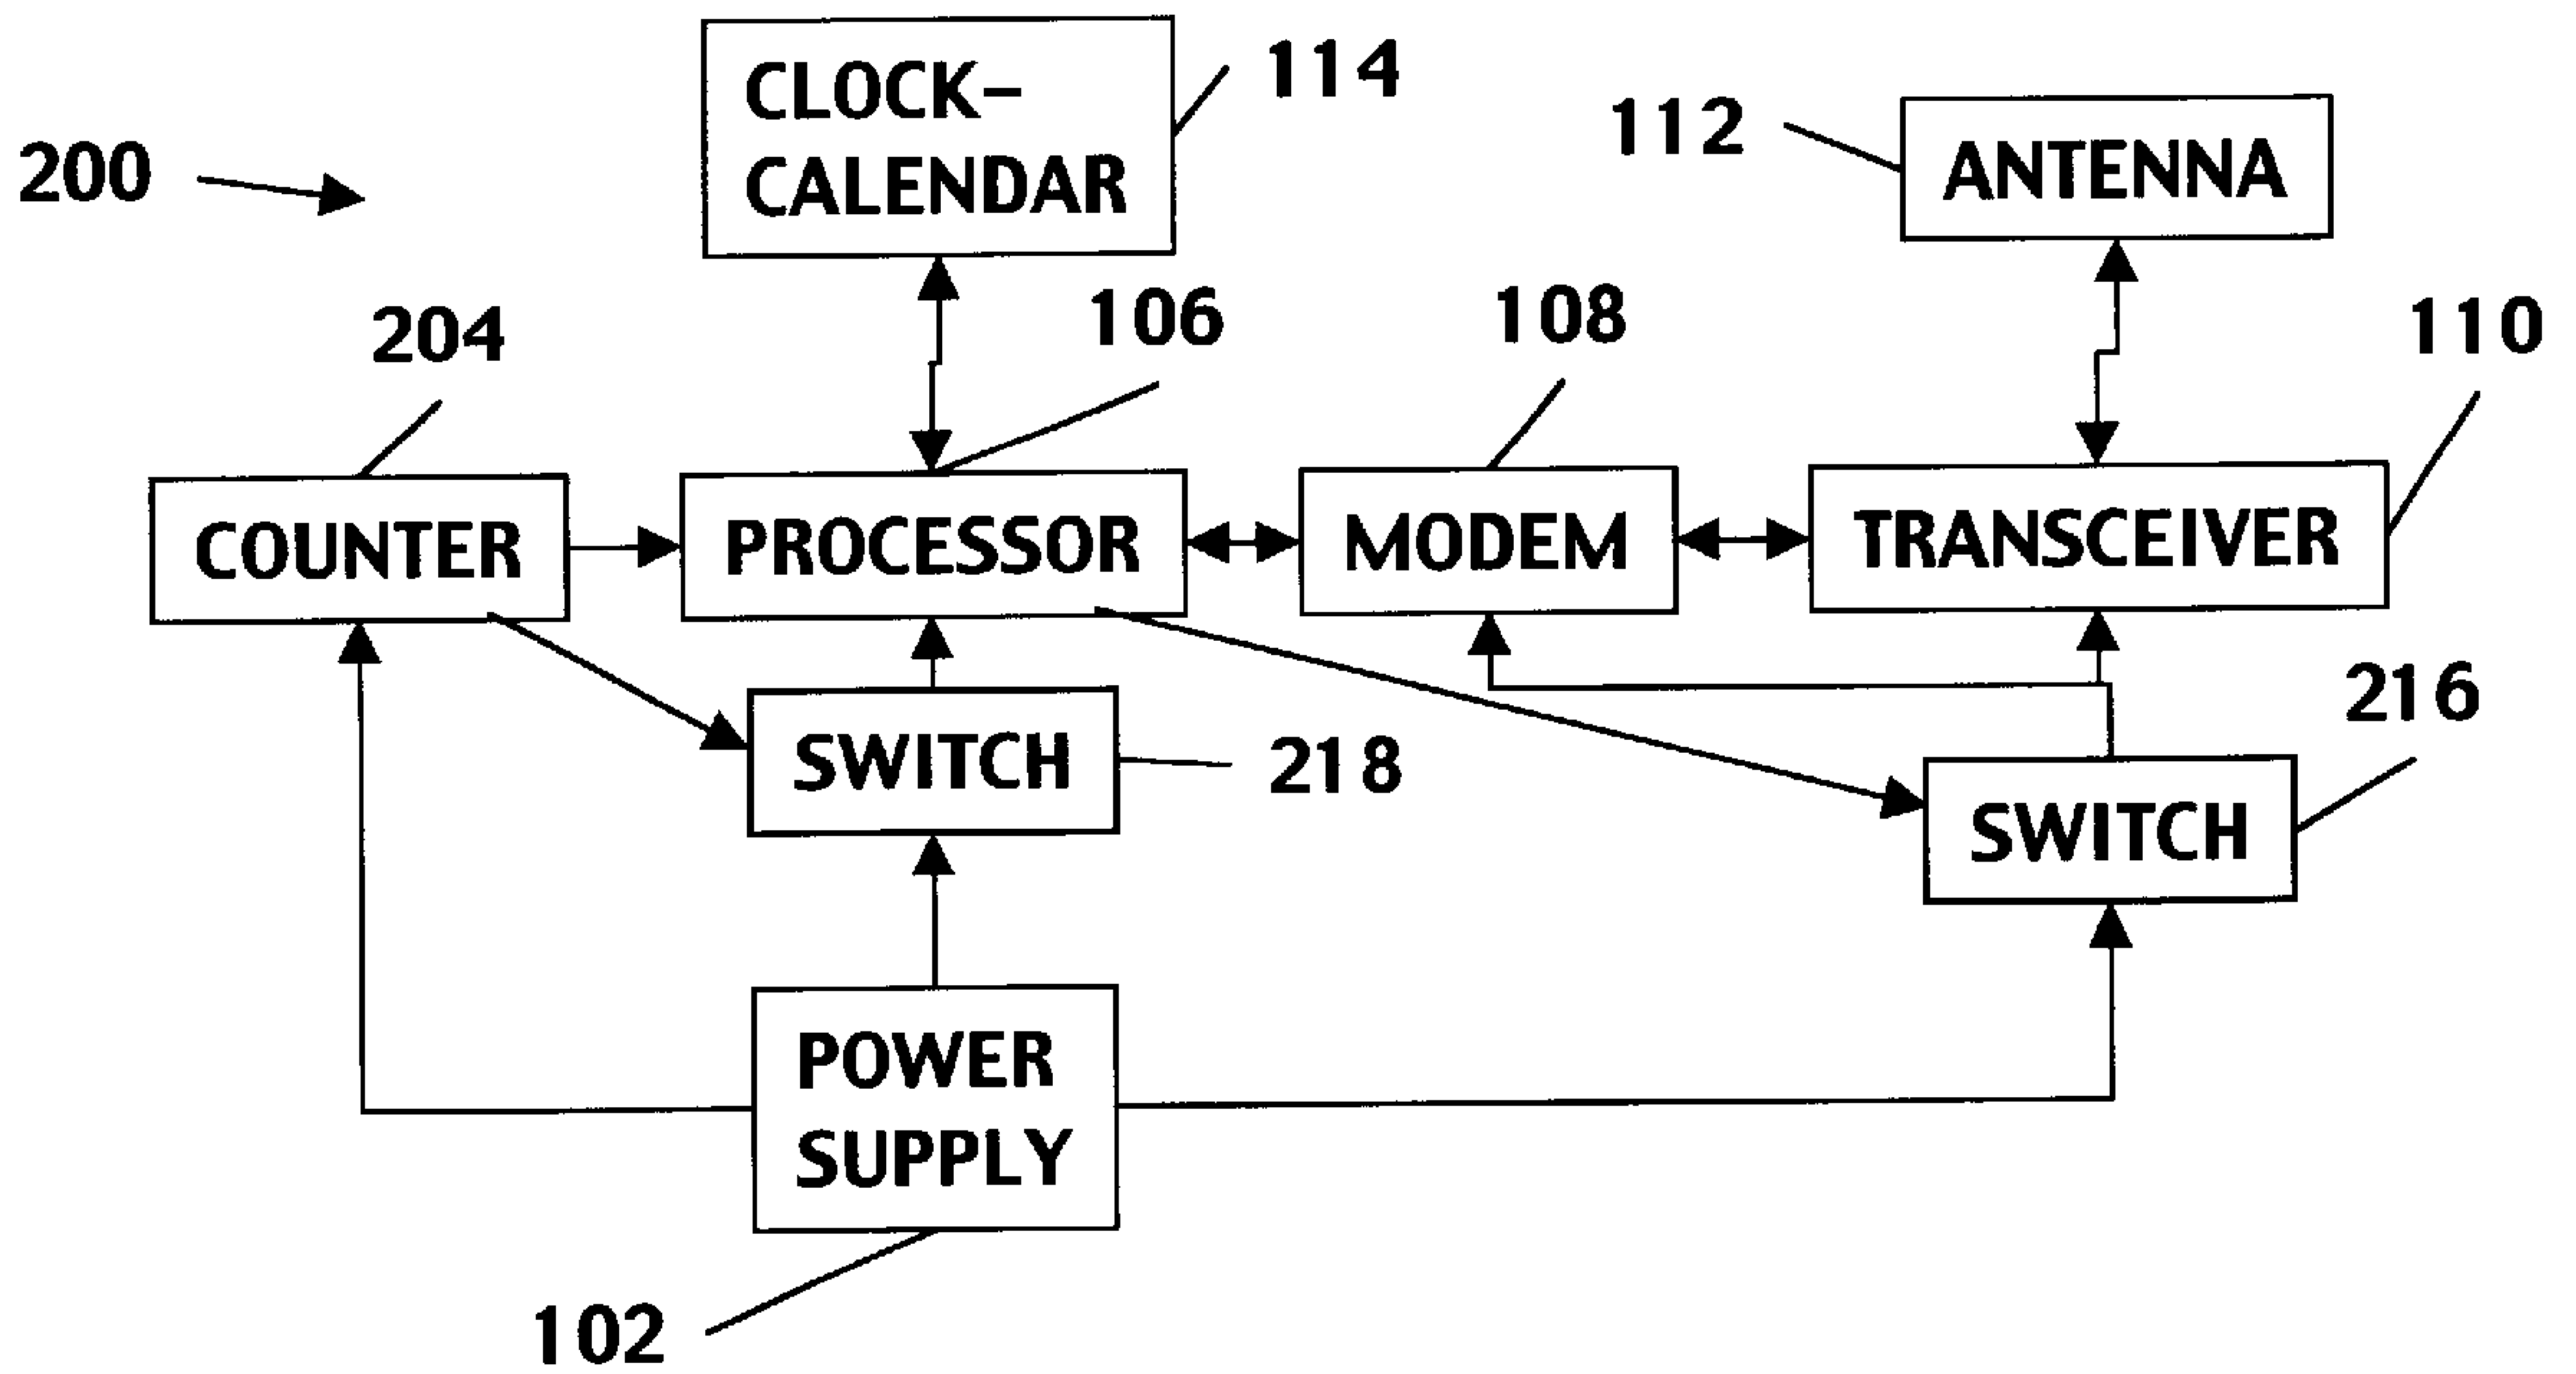 CLOCK-
CALENDAR
114
112
ANTENNA
200
204
106
108
110
COUNTER
PROCESSOR
MODEM
TRANSCEIVER
SWITCH
218
216
SWITCH
POWER
SUPPLY
102